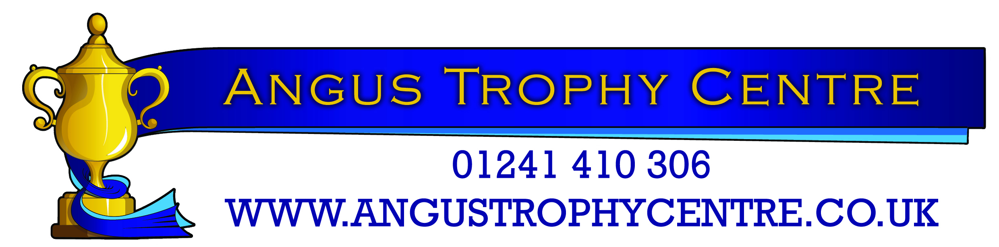 ANGUS TROPHY CENTRE
01241 410 306
WWW.ANGUSTROPHYCENTRE.CO.UK